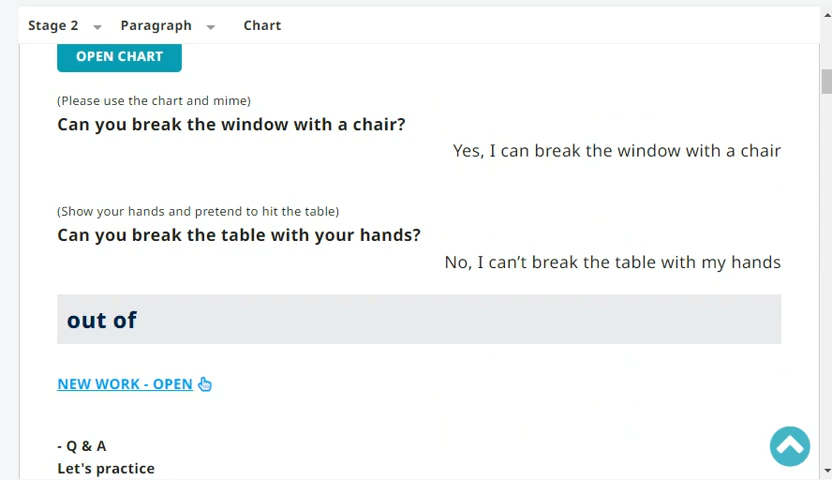 Stage 2 Paragraph Chart
OPEN CHART
(Please use the chart and mime)
Can you break the window with a chair?
Yes, I can break the window with a chair
(Show your hands and pretend to hit the table)
Can you break the table with your hands?
No, I can’t break the table with my hands
out of
NEW WORK - OPEN
- Q & A
Let's practice